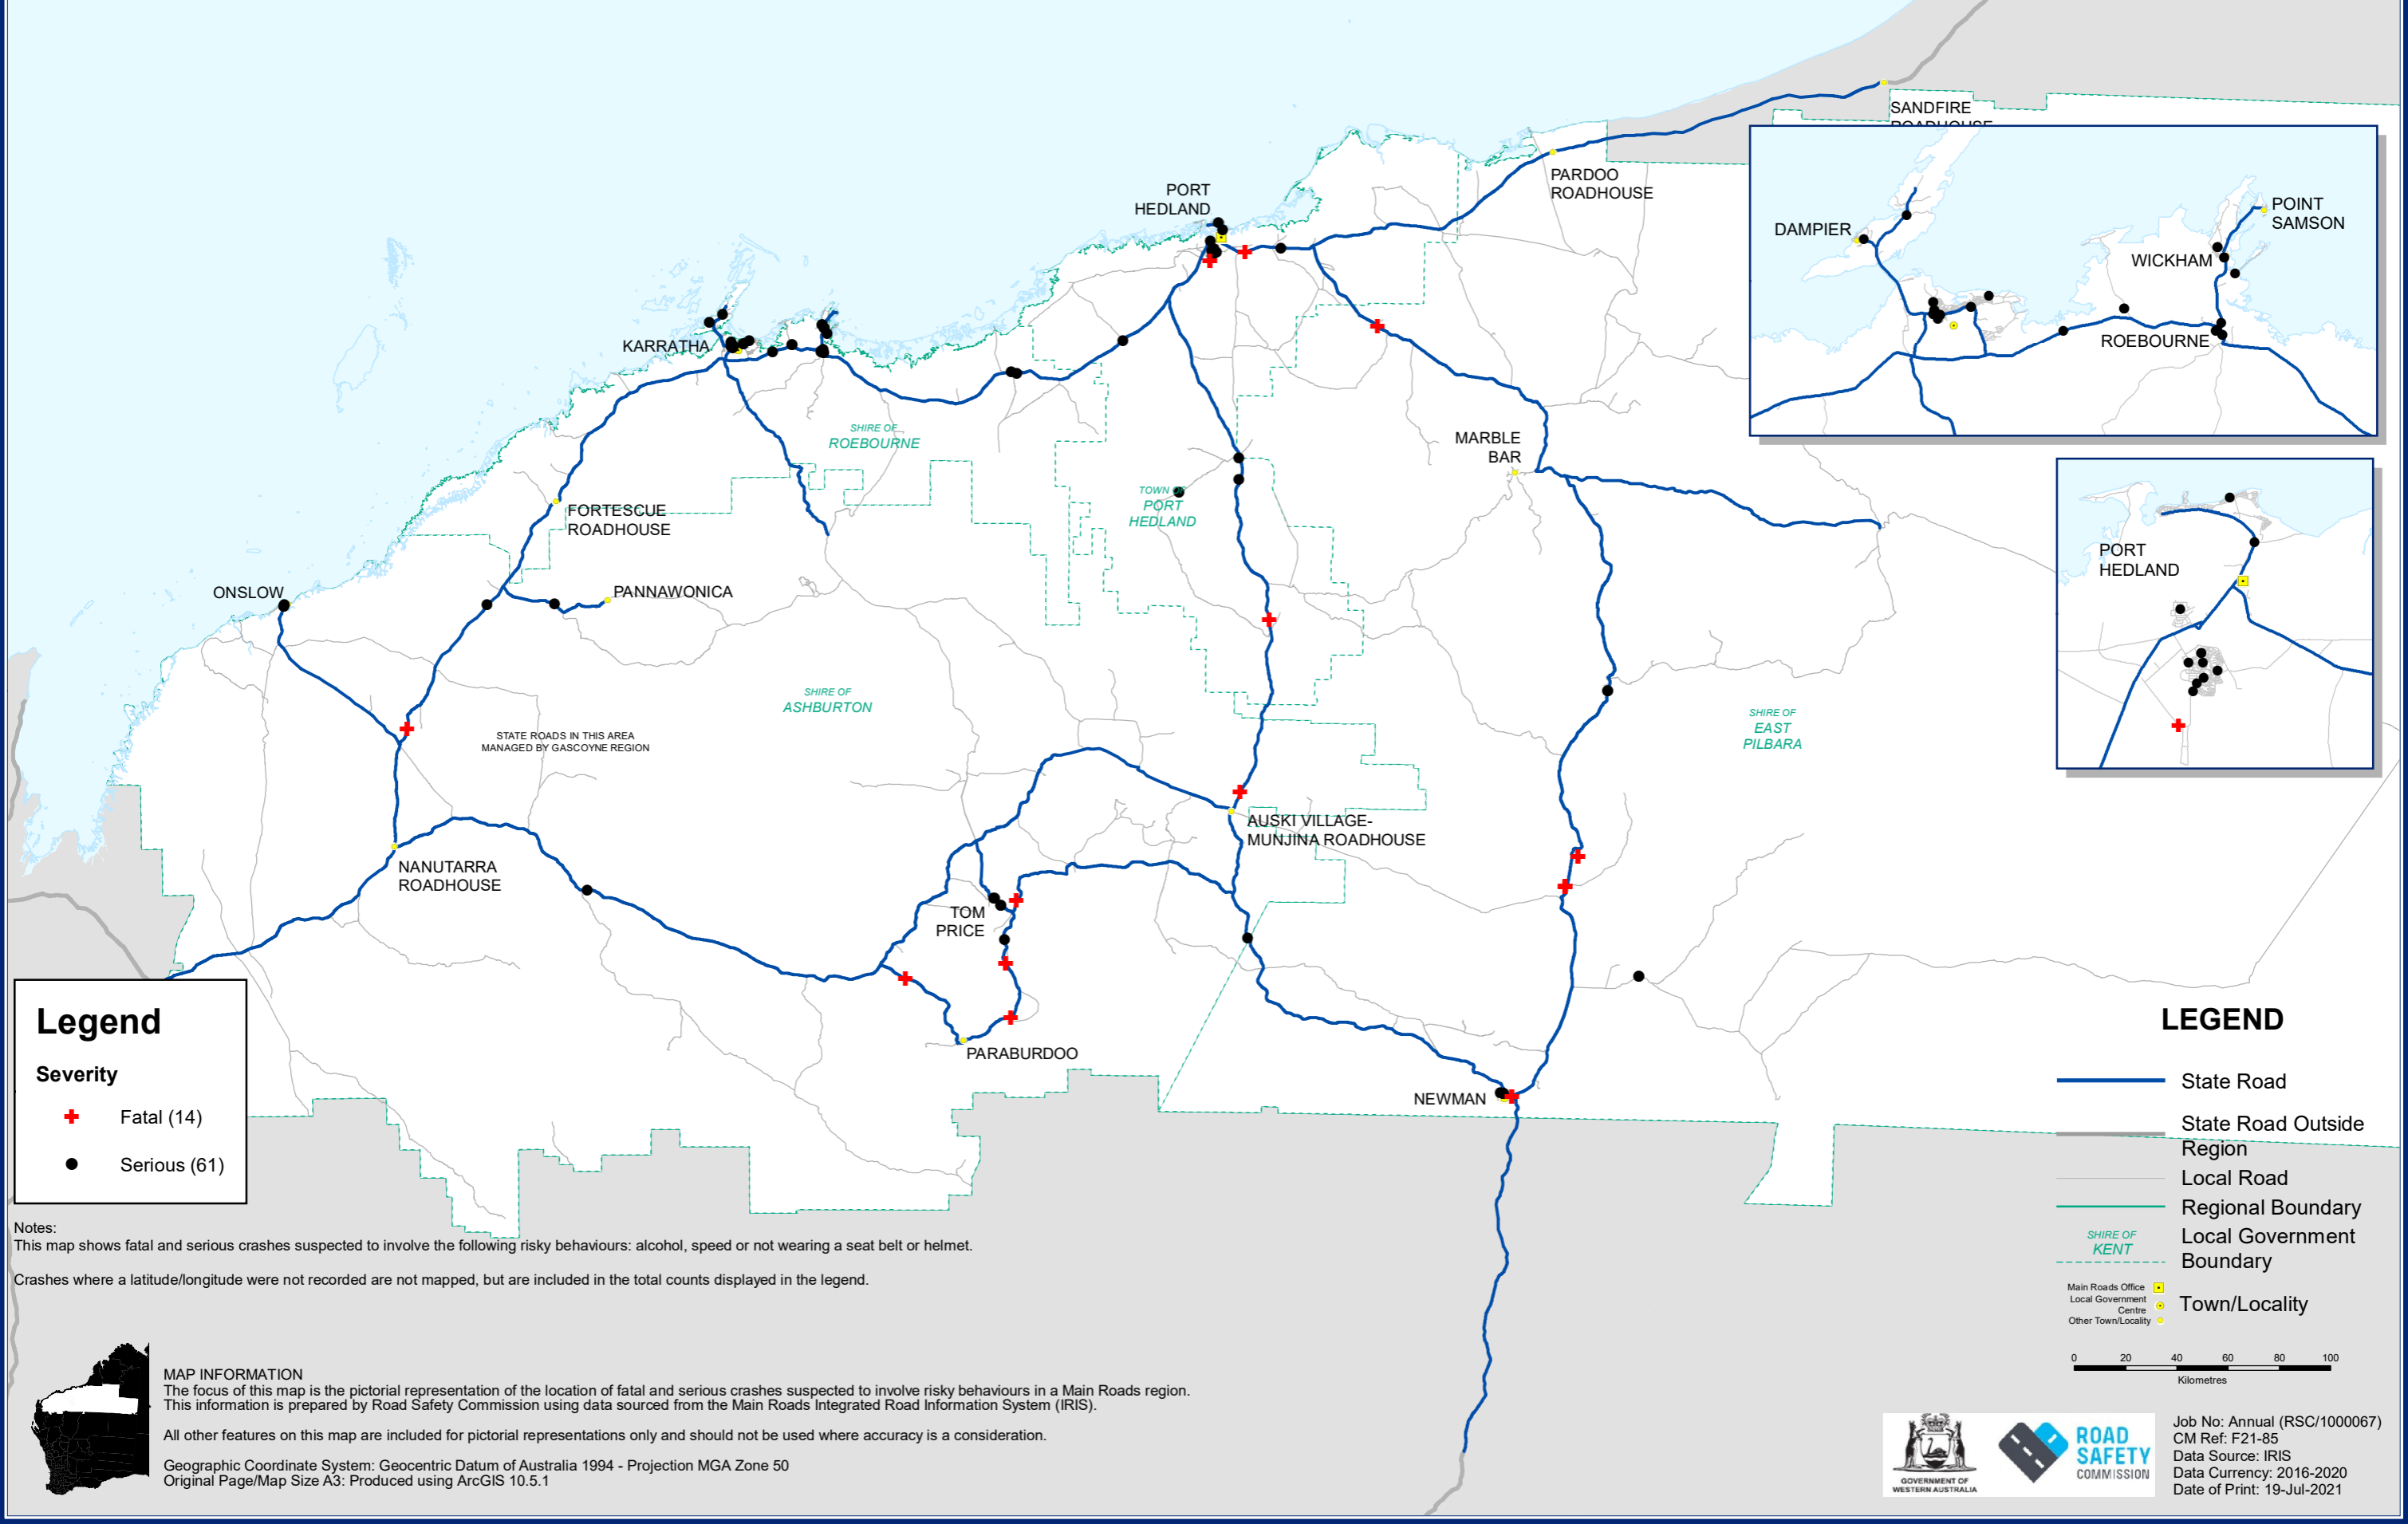 SANDFIRE
ROADHOUSE
PARDOO
ROADHOUSE
PORT
HEDLAND
KARRATHA
SHIRE OF
ROEBOURNE
MARBLE
BAR
TOWN OF
PORT
HEDLAND
FORTESCUE
ROADHOUSE
ONSLOW
PANNAWONICA
SHIRE OF
ASHBURTON
STATE ROADS IN THIS AREA
MANAGED BY GASCOYNE REGION
SHIRE OF
EAST
PILBARA
AUSKI VILLAGE-
MUNJINA ROADHOUSE
NANUTARRA
ROADHOUSE
TOM
PRICE
PARABURDOO
NEWMAN
DAMPIER
POINT
SAMSON
WICKHAM
ROEBOURNE
PORT
HEDLAND
Legend
Severity
Fatal (14)
Serious (61)
Notes:
This map shows fatal and serious crashes suspected to involve the following risky behaviours: alcohol, speed or not wearing a seat belt or helmet.
Crashes where a latitude/longitude were not recorded are not mapped, but are included in the total counts displayed in the legend.
MAP INFORMATION
The focus of this map is the pictorial representation of the location of fatal and serious crashes suspected to involve risky behaviours in a Main Roads region.
This information is prepared by Road Safety Commission using data sourced from the Main Roads Integrated Road Information System (IRIS).
All other features on this map are included for pictorial representations only and should not be used where accuracy is a consideration.
Geographic Coordinate System: Geocentric Datum of Australia 1994 - Projection MGA Zone 50
Original Page/Map Size A3: Produced using ArcGIS 10.5.1
LEGEND
State Road
State Road Outside
Region
Local Road
Regional Boundary
SHIRE OF
KENT
Local Government
Boundary
Main Roads Office
Local Government
Centre
Other Town/Locality
Town/Locality
0 20 40 60 80 100
Kilometres
GOVERNMENT OF
WESTERN AUSTRALIA
ROAD
SAFETY
COMMISSION
Job No: Annual (RSC/1000067)
CM Ref: F21-85
Data Source: IRIS
Data Currency: 2016-2020
Date of Print: 19-Jul-2021